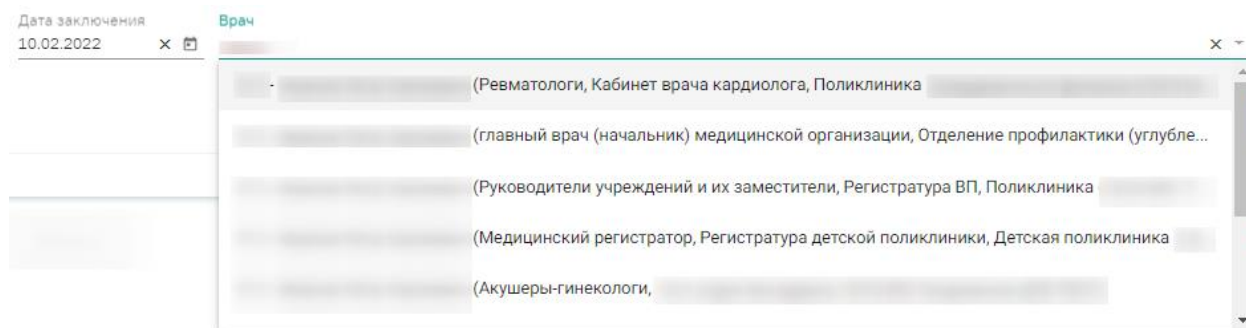 Дата заключения
Врач
10.02.2022
- (Ревматологи, Кабинет врача кардиолога, Поликлиника
(главный врач (начальник) медицинской организации, Отделение профилактики (углубле...
(Руководители учреждений и их заместители, Регистратура ВП, Поликлиника
(Медицинский регистратор, Регистратура детской поликлиники, Детская поликлиника
(Акушеры-гинекологи,